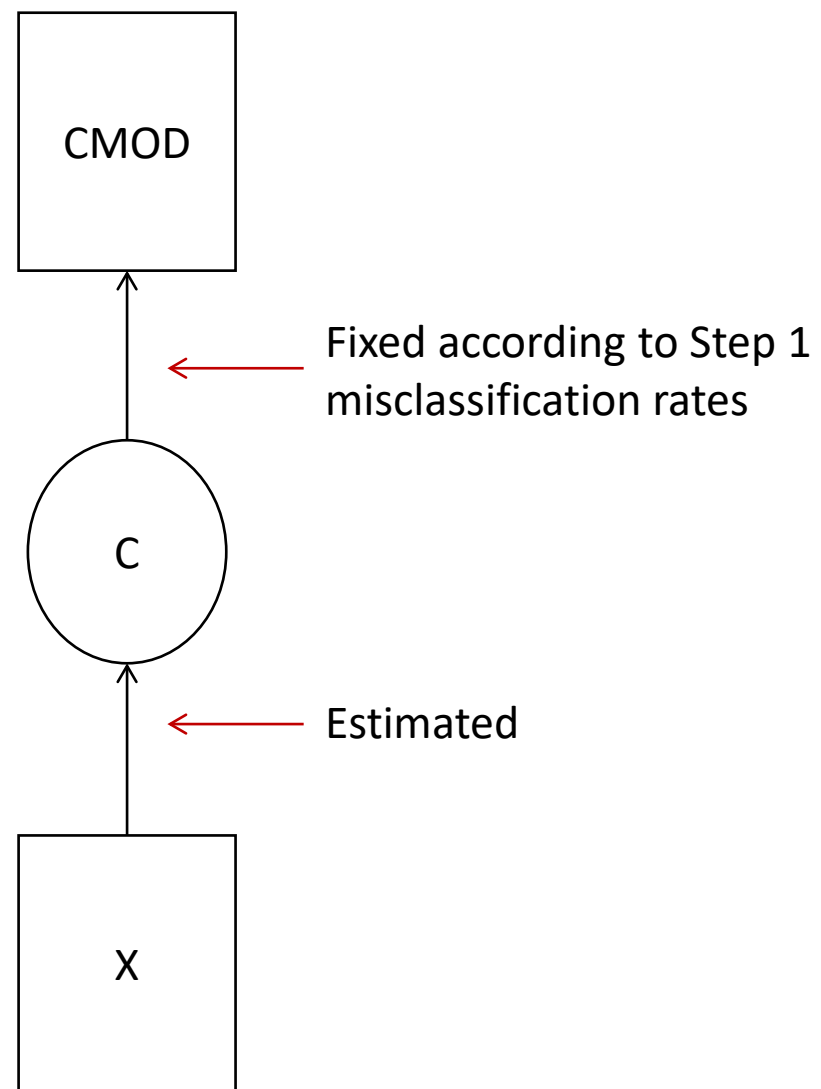 CMOD
Fixed according to Step 1
misclassification rates
C
Estimated
X